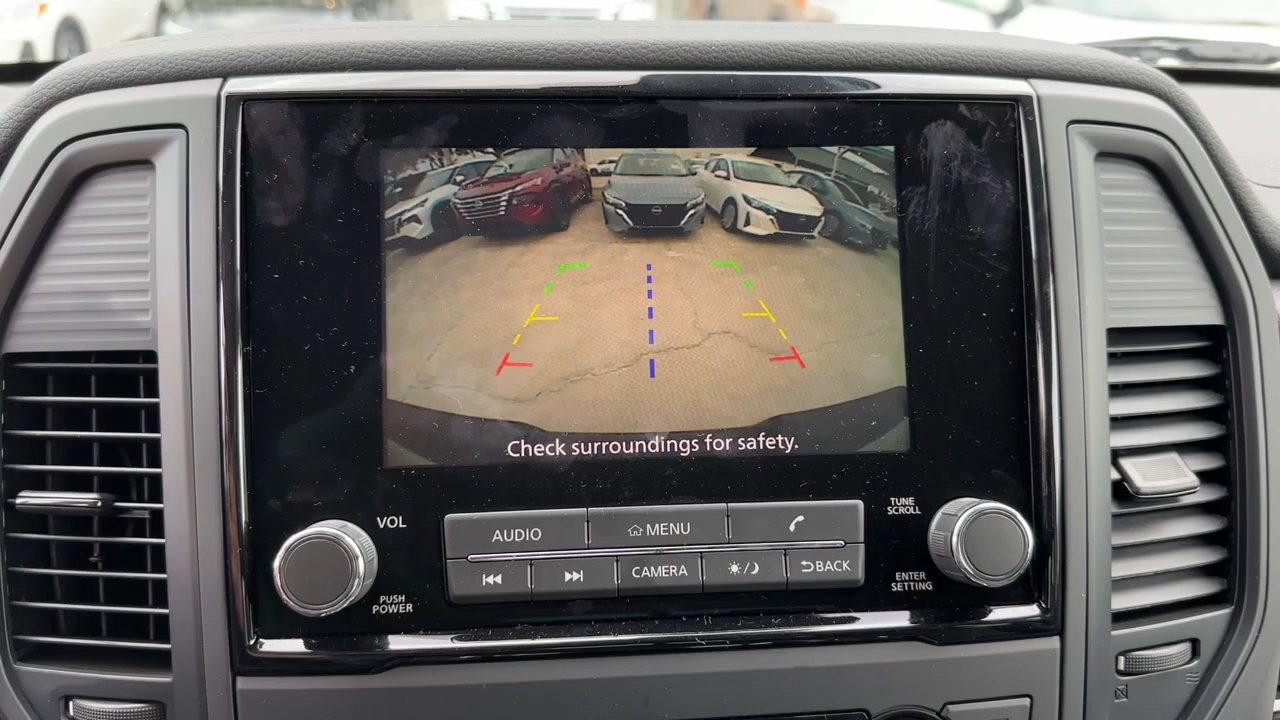 Check surroundings for safety.
VOL
AUDIO
MENU
TUNE
SCROLL
CAMERA
BACK
PUSH
POWER
ENTER
SETTING